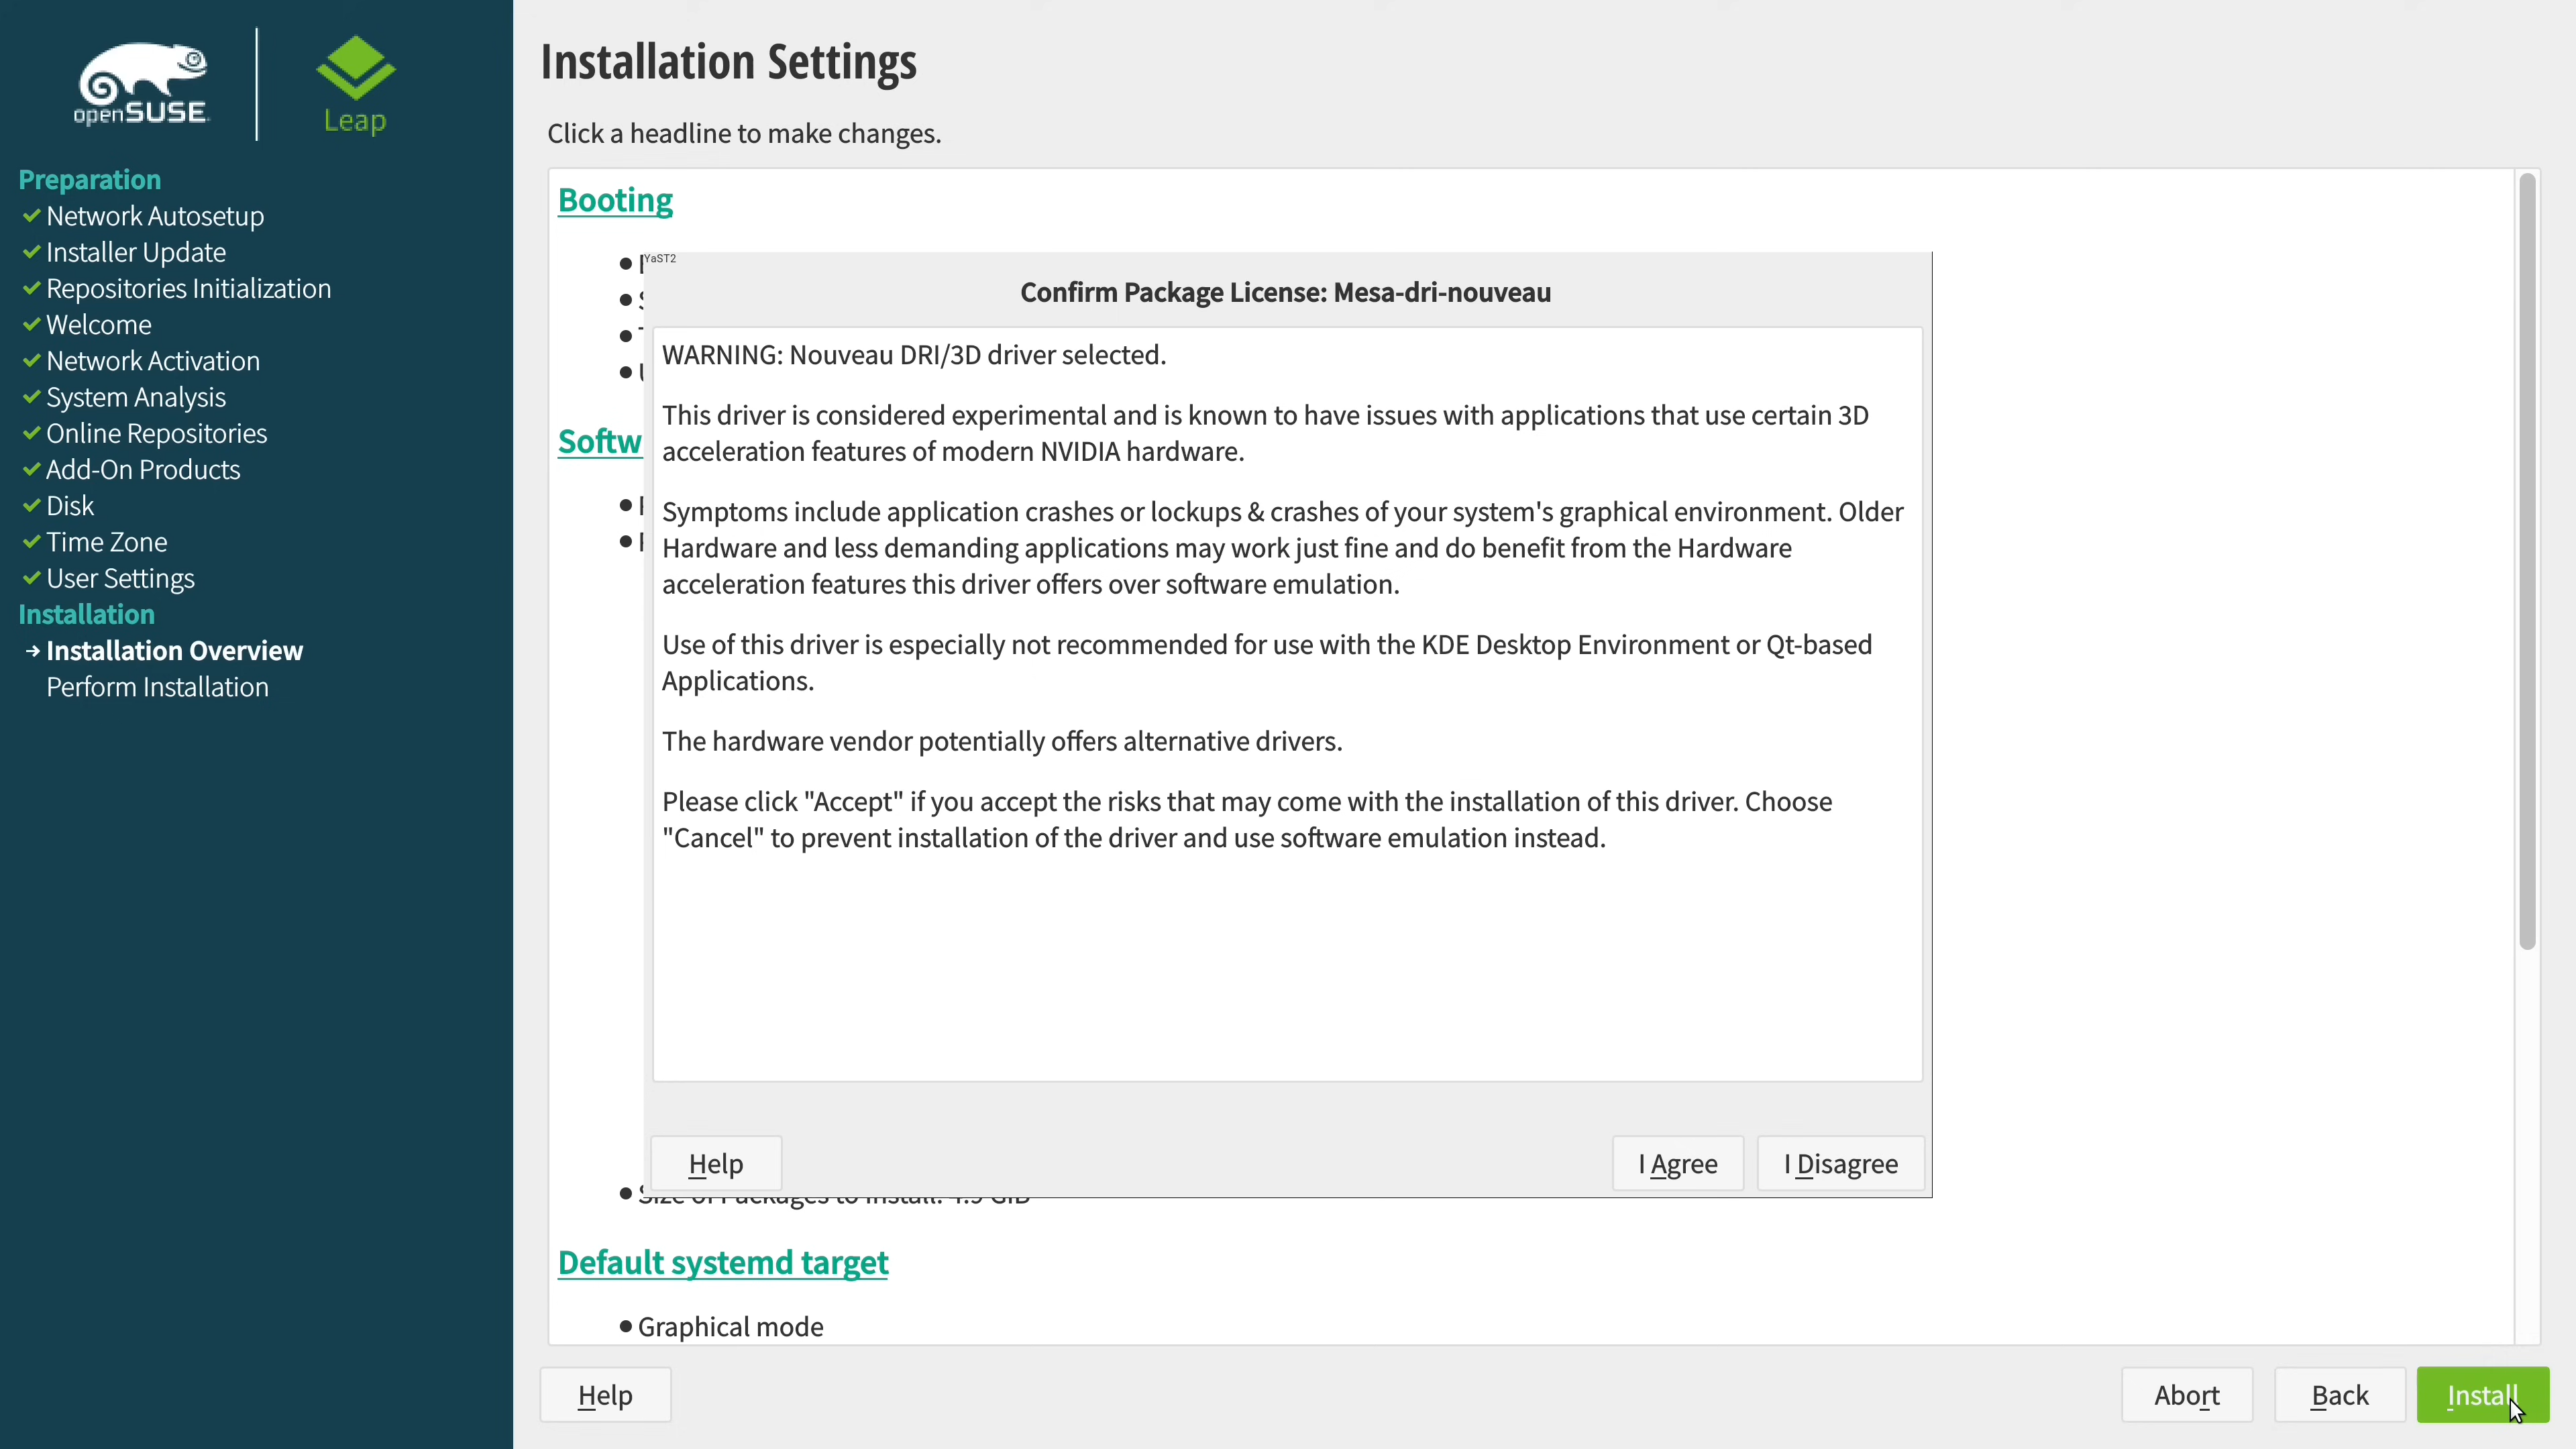 openSUSE
Leap
Preparation
Network Autosetup
Installer Update
Repositories Initialization
Welcome
Network Activation
System Analysis
Online Repositories
Add-On Products
Disk
Time Zone
User Settings
Installation
Installation Overview
Perform Installation
Installation Settings
Click a headline to make changes.
Booting
Softw
YaST2
Confirm Package License: Mesa-dri-nouveau
WARNING: Nouveau DRI/3D driver selected.
This driver is considered experimental and is known to have issues with applications that use certain 3D
acceleration features of modern NVIDIA hardware.
Symptoms include application crashes or lockups & crashes of your system's graphical environment. Older
Hardware and less demanding applications may work just fine and do benefit from the Hardware
acceleration features this driver offers over software emulation.
Use of this driver is especially not recommended for use with the KDE Desktop Environment or Qt-based
Applications.
The hardware vendor potentially offers alternative drivers.
Please click "Accept" if you accept the risks that may come with the installation of this driver. Choose
"Cancel" to prevent installation of the driver and use software emulation instead.
Help
I Agree
I Disagree
Size of Packages to Install:
Default systemd target
Graphical mode
Help
Abort
Back
Install